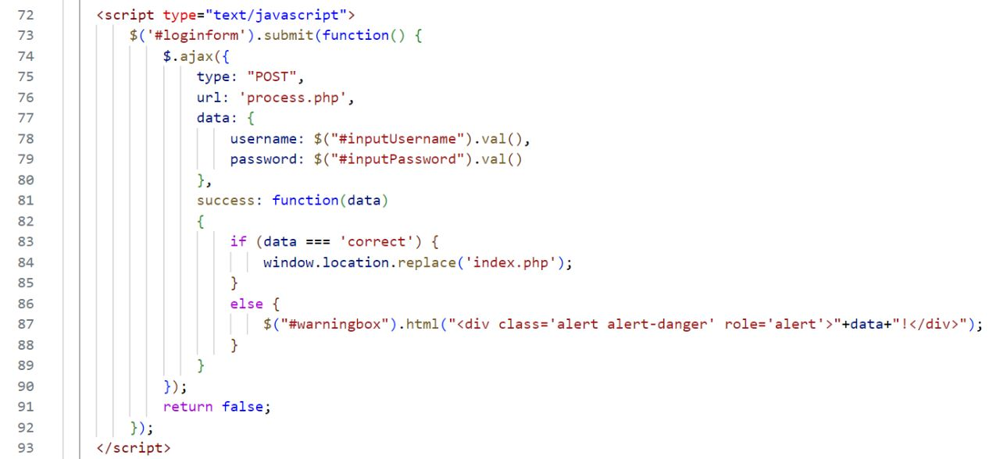 72 <script type="text/javascript">
73 $('#loginform').submit(function() {
74 $.ajax({
75 type: "POST",
76 url: 'process.php',
77 data: {
78 username: $("#inputUsername").val(),
79 password: $("#inputPassword").val()
80 },
81 success: function(data)
82 {
83 if (data === 'correct') {
84 window.location.replace('index.php');
85 }
86 else {
87 $("#warningbox").html("<div class='alert alert-danger' role='alert'>"+data+"!</div>");
88 }
89 }
90 });
91 return false;
92 });
93 </script>